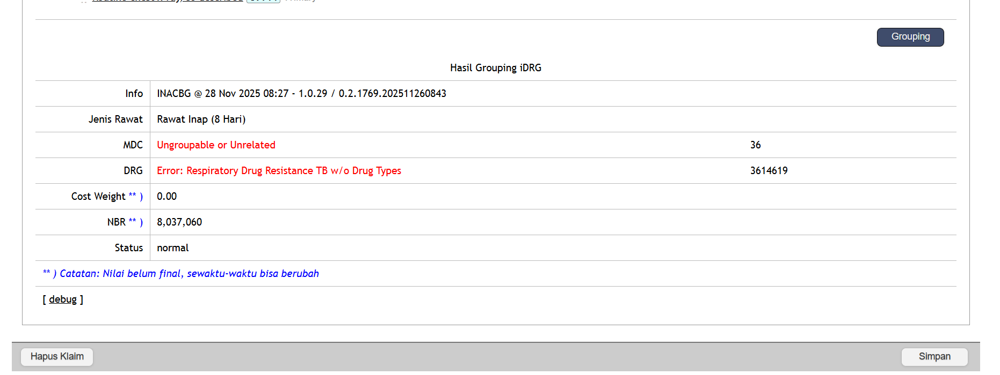 Grouping
Hasil Grouping iDRG
Info INACBG @ 28 Nov 2025 08:27 - 1.0.29 / 0.2.1769.202511260843
Jenis Rawat Rawat Inap (8 Hari)
MDC Ungroupable or Unrelated 36
DRG Error: Respiratory Drug Resistance TB w/o Drug Types 3614619
Cost Weight ** ) 0.00
NBR ** ) 8,037,060
Status normal
** ) Catatan: Nilai belum final, sewaktu-waktu bisa berubah
[ debug ]
Hapus Klaim Simpan